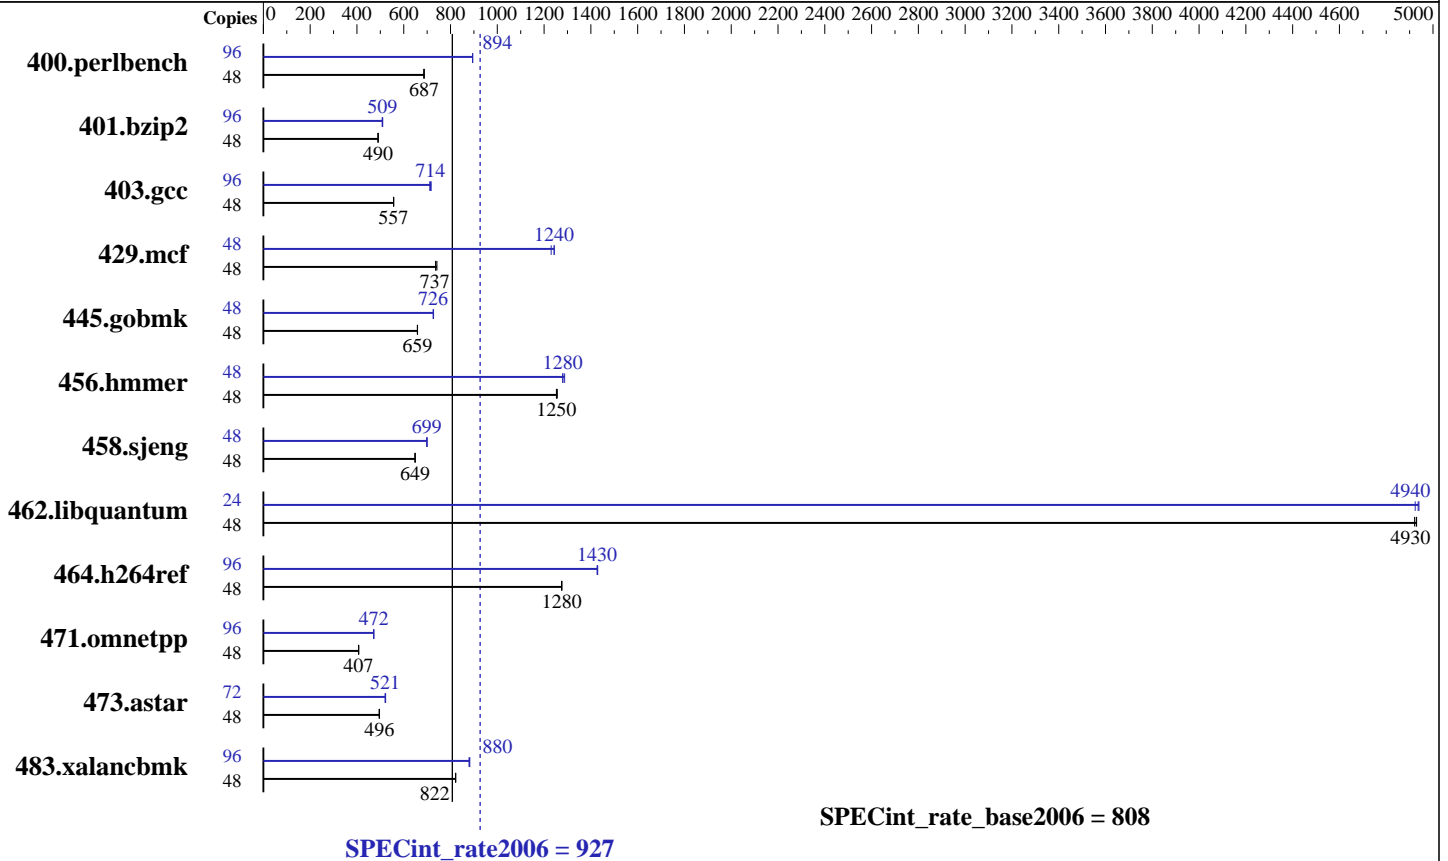 Copies 0 200 400 600 800 1000 1200 1400 1600 1800 2000 2200 2400 2600 2800 3000 3200 3400 3600 3800 4000 4200 4400 4600 5000
400.perlbench 96 894
48 687
401.bzip2 96 509
48 490
403.gcc 96 714
48 557
429.mcf 48 1240
48 737
445.gobmk 48 726
48 659
456.hmmer 48 1280
48 1250
458.sjeng 48 699
48 649
462.libquantum 24 4940
48 4930
464.h264ref 96 1430
48 1280
471.omnetpp 96 472
48 407
473.astar 72 521
48 496
483.xalancbmk 96 880
48 822
SPECint_rate_base2006 = 808
SPECint_rate2006 = 927